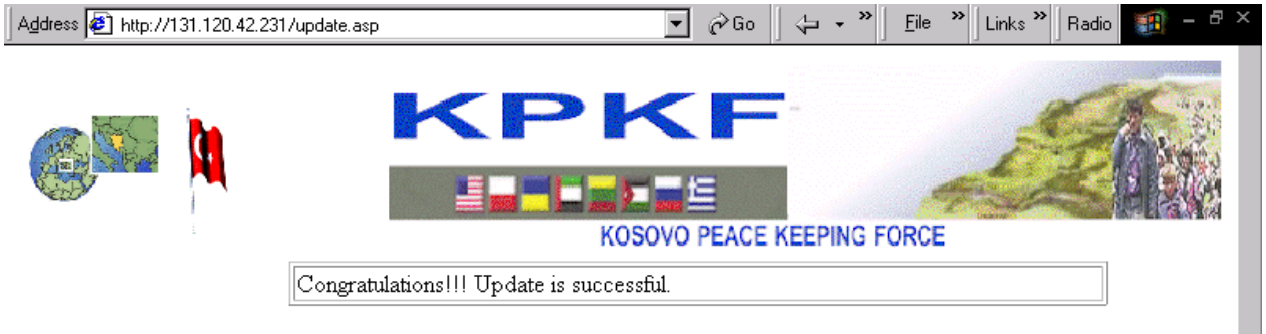 Address http://131.120.42.231/update.asp Go » File » Links » Radio
KPKF
KOSOVO PEACE KEEPING FORCE
Congratulations!!! Update is successful.